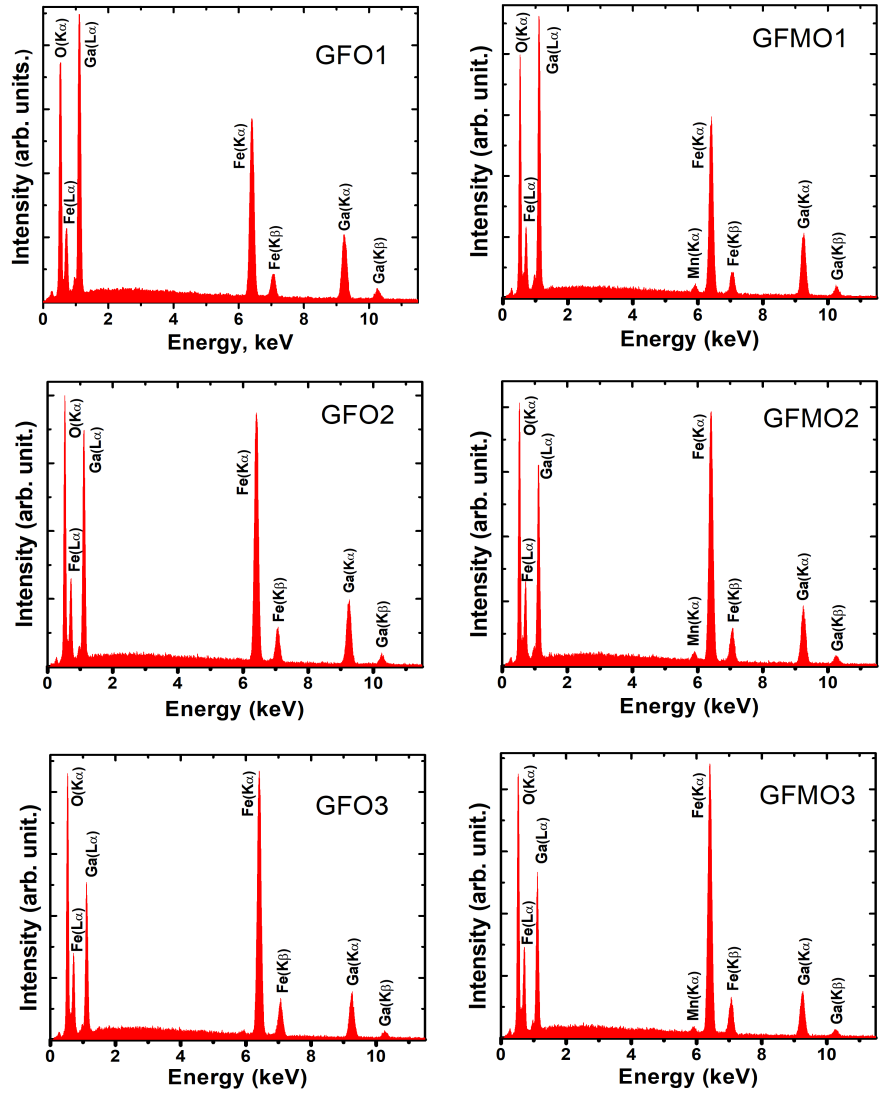 GFO1
Intensity (arb. units.)
O(Kα)
Fe(Lα)
Ga(Lα)
Fe(Kα)
Fe(Kβ)
Ga(Kα)
Ga(Kβ)
0 2 4 6 8 10
Energy, keV
GFMO1
Intensity (arb. unit.)
O(Kα)
Fe(Lα)
Ga(Lα)
Mn(Kα)
Fe(Kα)
Fe(Kβ)
Ga(Kα)
Ga(Kβ)
0 2 4 6 8 10
Energy (keV)
GFO2
Intensity (arb. unit.)
O(Kα)
Fe(Lα)
Ga(Lα)
Fe(Kα)
Fe(Kβ)
Ga(Kα)
Ga(Kβ)
0 2 4 6 8 10
Energy (keV)
GFMO2
Intensity (arb. unit.)
O(Kα)
Fe(Lα)
Ga(Lα)
Mn(Kα)
Fe(Kα)
Fe(Kβ)
Ga(Kα)
Ga(Kβ)
0 2 4 6 8 10
Energy (keV)
GFO3
Intensity (arb. unit.)
O(Kα)
Fe(Lα)
Ga(Lα)
Fe(Kα)
Fe(Kβ)
Ga(Kα)
Ga(Kβ)
0 2 4 6 8 10
Energy (keV)
GFMO3
Intensity (arb. unit.)
O(Kα)
Fe(Lα)
Ga(Lα)
Mn(Kα)
Fe(Kα)
Fe(Kβ)
Ga(Kα)
Ga(Kβ)
0 2 4 6 8 10
Energy (keV)